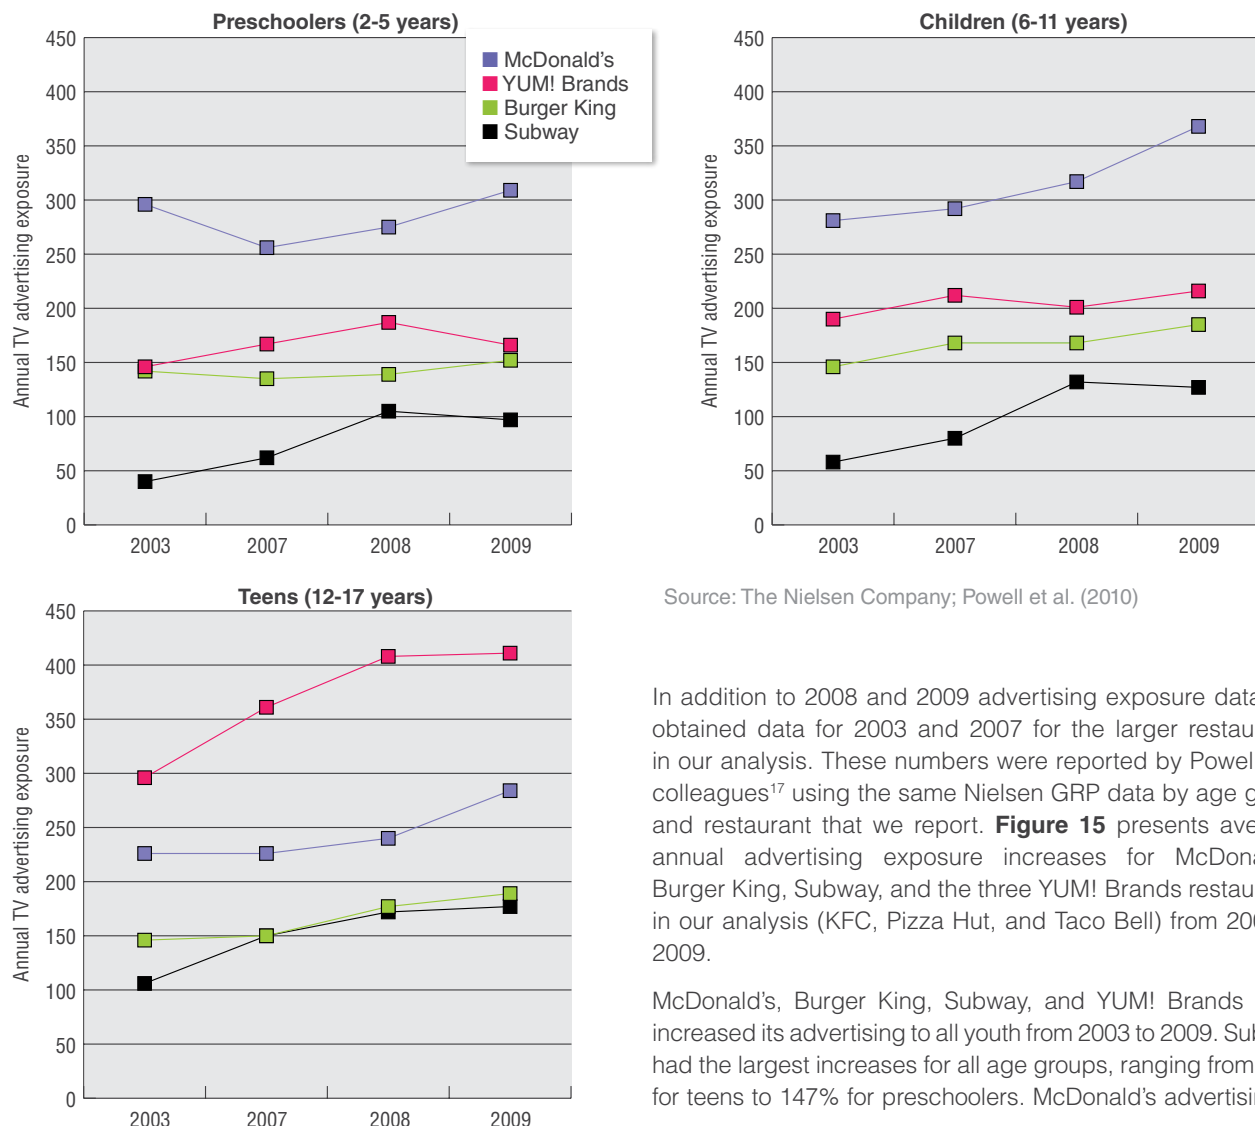 Preschoolers (2-5 years)
450
400
350
300
250
200
150
100
50
0
Annual TV advertising exposure
2003 2007 2008 2009
McDonald's
YUM! Brands
Burger King
Subway
Children (6-11 years)
450
400
350
300
250
200
150
100
50
0
Annual TV advertising exposure
2003 2007 2008 2009
Teens (12-17 years)
450
400
350
300
250
200
150
100
50
0
Annual TV advertising exposure
2003 2007 2008 2009
Source: The Nielsen Company; Powell et al. (2010)
In addition to 2008 and 2009 advertising exposure data
obtained data for 2003 and 2007 for the larger restau
in our analysis. These numbers were reported by Powel
colleagues17 using the same Nielsen GRP data by age g
and restaurant that we report. Figure 15 presents ave
annual advertising exposure increases for McDona
Burger King, Subway, and the three YUM! Brands restau
in our analysis (KFC, Pizza Hut, and Taco Bell) from 20
2009.
McDonald's, Burger King, Subway, and YUM! Brands
increased its advertising to all youth from 2003 to 2009. Sub
had the largest increases for all age groups, ranging from
for teens to 147% for preschoolers. McDonald's advertisin